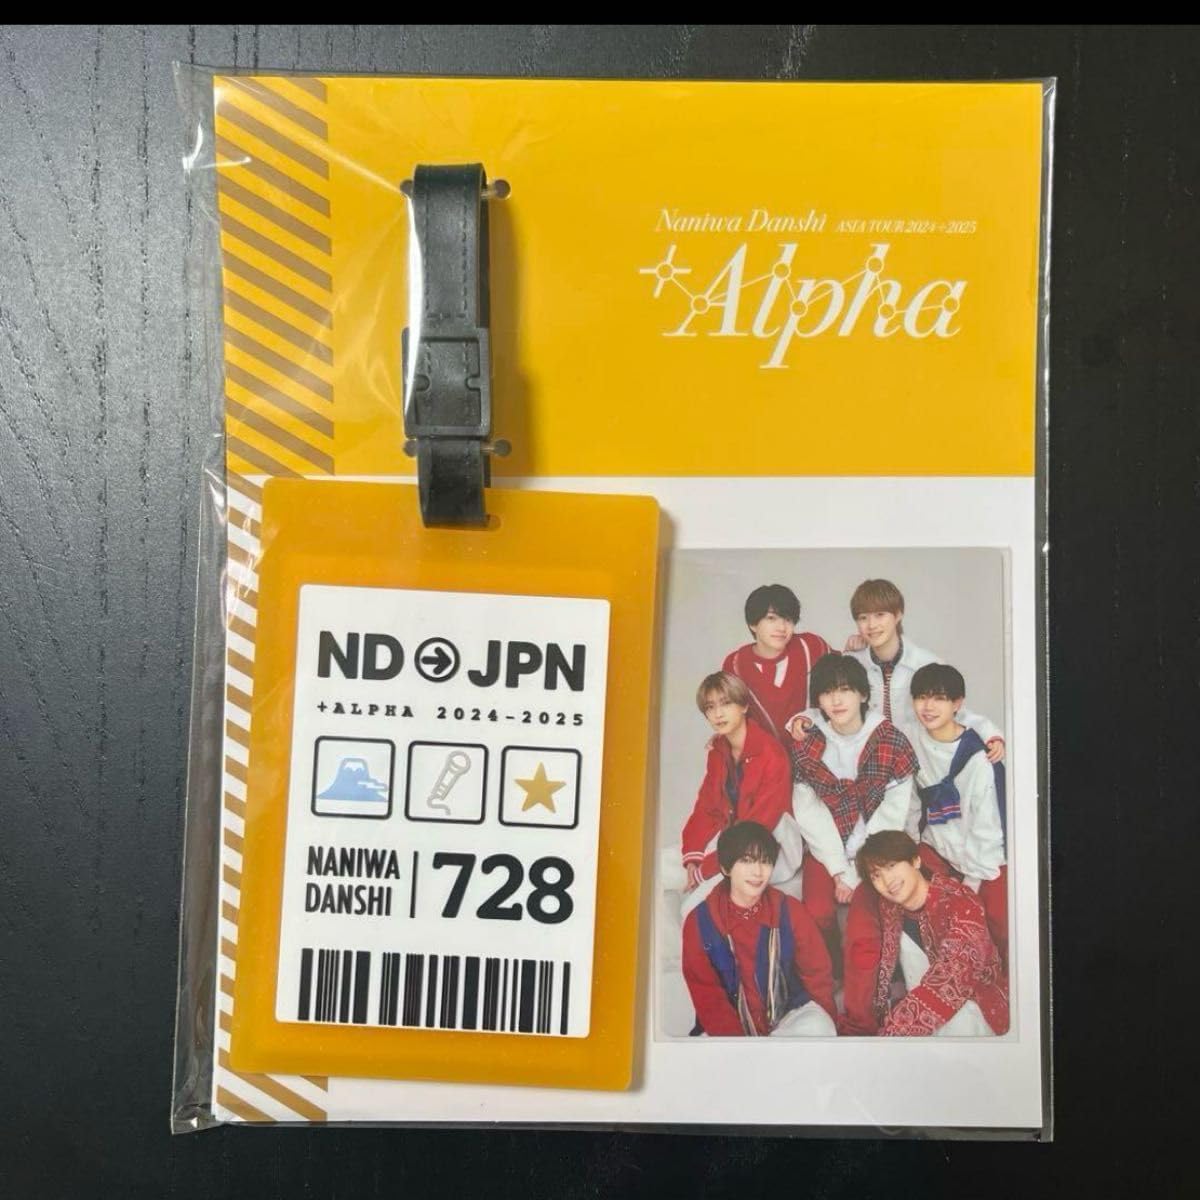 Naniwa Danshi ASIA TOUR 2024+2025
+Alpha
ND JPN
+ALPHA 2024-2025
NANIWA
DANSHI
728